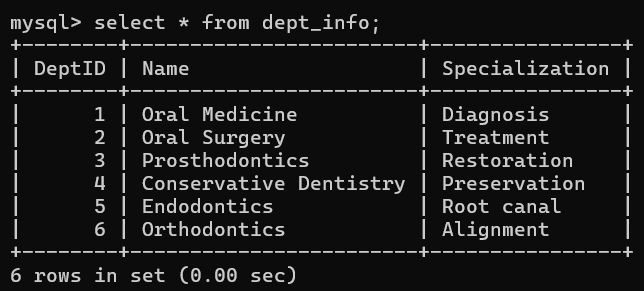 mysql> select * from dept_info;
+--------+-------------------------+----------------+
| DeptID | Name                    | Specialization |
+--------+-------------------------+----------------+
|      1 | Oral Medicine           | Diagnosis      |
|      2 | Oral Surgery            | Treatment      |
|      3 | Prosthodontics          | Restoration    |
|      4 | Conservative Dentistry | Preservation   |
|      5 | Endodontics             | Root canal     |
|      6 | Orthodontics            | Alignment      |
+--------+-------------------------+----------------+
6 rows in set (0.00 sec)